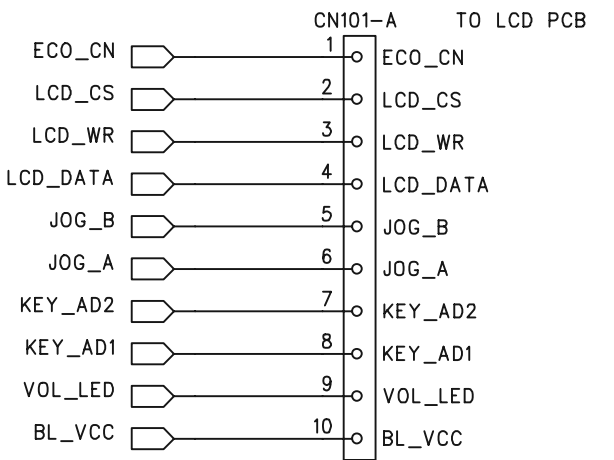 CN101-A TO LCD PCB
ECO_CN 1 ECO_CN
LCD_CS 2 LCD_CS
LCD_WR 3 LCD_WR
LCD_DATA 4 LCD_DATA
JOG_B 5 JOG_B
JOG_A 6 JOG_A
KEY_AD2 7 KEY_AD2
KEY_AD1 8 KEY_AD1
VOL_LED 9 VOL_LED
BL_VCC 10 BL_VCC